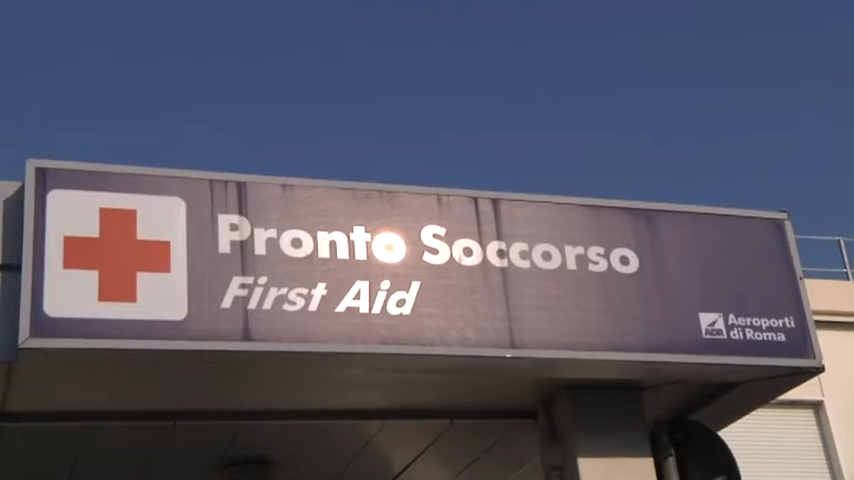 Pronto Soccorso
First Aid
ADR
Aeroporti
di Roma